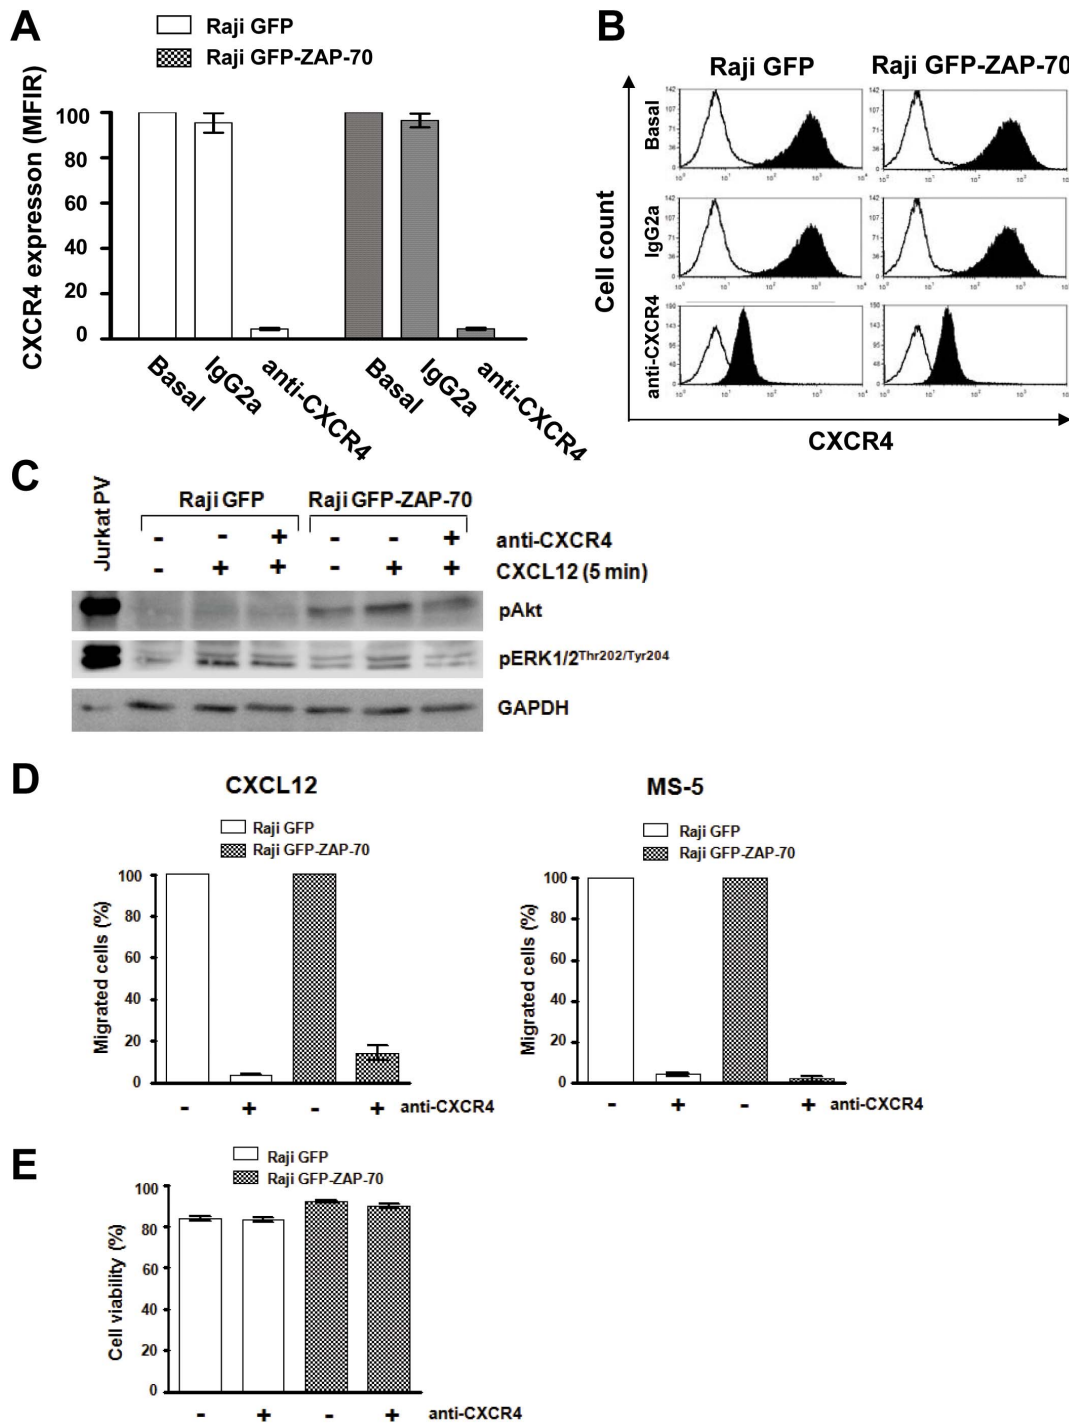 A
Raji GFP
Raji GFP-ZAP-70
CXCR4 expresson (MFIR)
100
80
60
40
20
0
Basal
IgG2a
anti-CXCR4
Basal
IgG2a
anti-CXCR4
B
Raji GFP
Raji GFP-ZAP-70
Cell count
Basal
IgG2a
anti-CXCR4
CXCR4
C
Jurkat PV
Raji GFP
Raji GFP-ZAP-70
- - + - - + anti-CXCR4
- + + - + + CXCL12 (5 min)
pAkt
pERK1/2Thr202/Tyr204
GAPDH
D
CXCL12
Raji GFP
Raji GFP-ZAP-70
Migrated cells (%)
100
80
60
40
20
0
- + - + anti-CXCR4
MS-5
Raji GFP
Raji GFP-ZAP-70
Migrated cells (%)
100
80
60
40
20
0
- + - + anti-CXCR4
E
Raji GFP
Raji GFP-ZAP-70
Cell viability (%)
100
80
60
40
20
0
- + - + anti-CXCR4